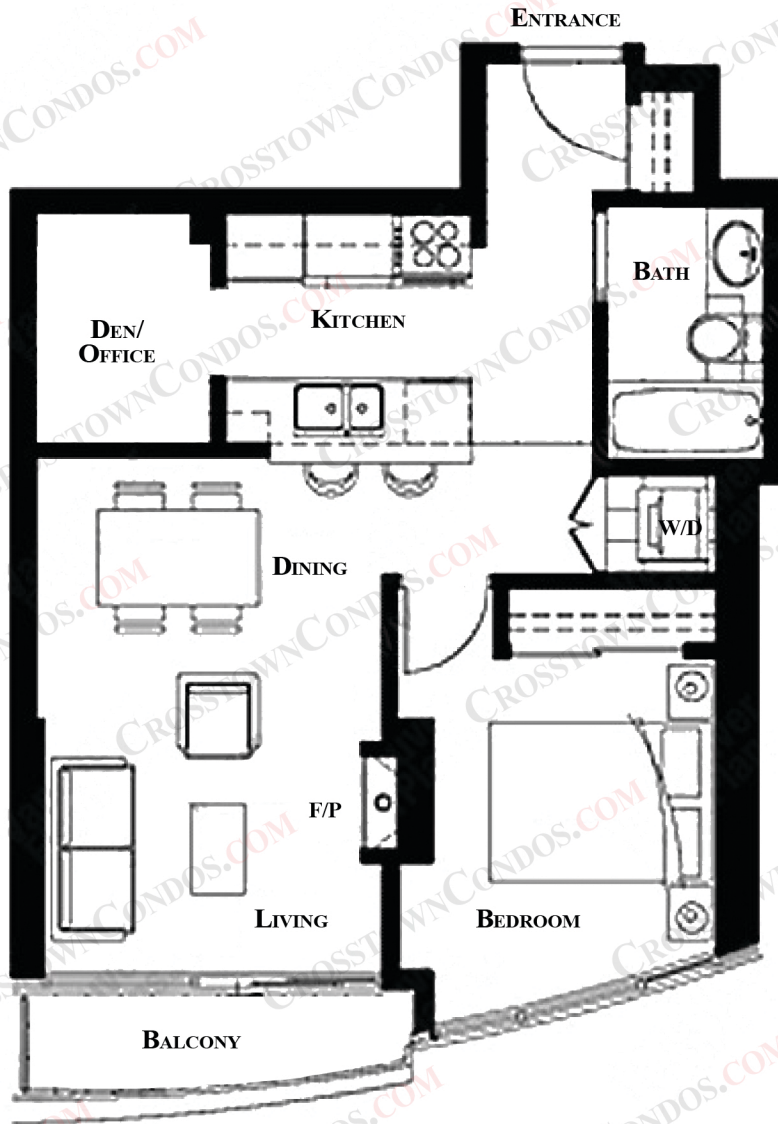 ENTRANCE
BATH
KITCHEN
DEN/
OFFICE
W/D
DINING
F/P
LIVING
BEDROOM
BALCONY
CROSSTOWNCONDOS.COM